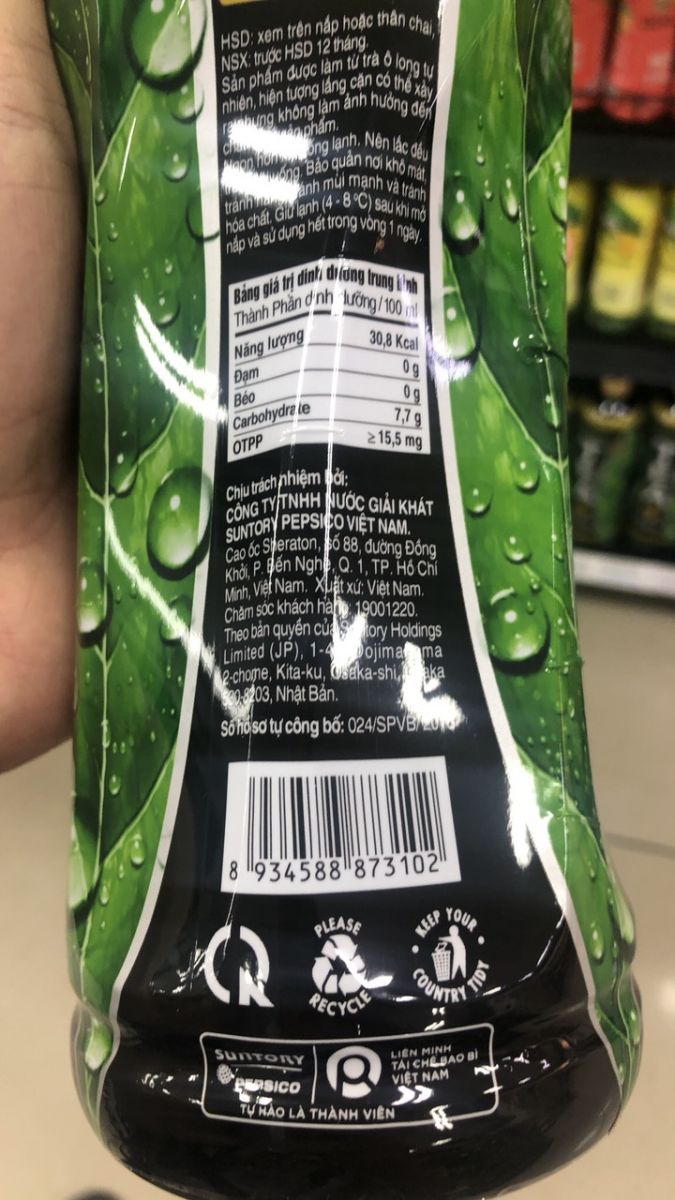 HSD: xem trên nắp hoặc thân chai,
NSX: trước HSD 12 tháng.
Sản phẩm được làm từ trà ô long tự
nhiên, hiện tượng lắng cặn có thể xảy
không làm ảnh hưởng đến
phẩm.
lạnh. Nên lắc đều
Bảo quản nơi khô mát,
tránh mùi mạnh và tránh
hóa chất. Giữ lạnh (4 - 8°C) sau khi mở
nắp và sử dụng hết trong vòng 1 ngày.
Bảng giá trị dinh dưỡng trung bình
Thành Phần dinh dưỡng/100 ml
Năng lượng 30,8 Kcal
Đạm 0 g
Béo 0 g
Carbohydrate 7,7 g
OTPP ≥ 15,5 mg
Chịu trách nhiệm bởi:
CÔNG TY TNHH NƯỚC GIẢI KHÁT
SUNTORY PEPSICO VIỆT NAM.
Cao ốc Sheraton, số 88, đường Đồng
Khởi, P. Bến Nghé, Q. 1, TP. Hồ Chí
Minh, Việt Nam. Xuất xứ: Việt Nam.
Chăm sóc khách hàng: 19001220.
Theo bản quyền của Suntory Holdings
Limited (JP), Dojimahama
2-chome, Kita-ku, Osaka-shi, Osaka
Nhật Bản.
Số hồ sơ tự công bố: 024/SPVB/
8 934588 873102
PLEASE
RECYCLE
KEEP YOUR
COUNTRY TIDY
SUNTORY
PEPSICO
LIÊN MINH
TÁI CHẾ BAO BÌ
VIỆT NAM
TỰ HÀO LÀ THÀNH VIÊN